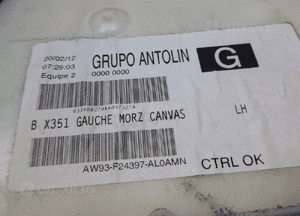 20/02/12
07:29:03
Equipe 2
GRUPO ANTOLIN
0000 0000
G
B X351 GAUCHE MORZ CANVAS
LH
AW93-F24397-AL0AMN
CTRL OK